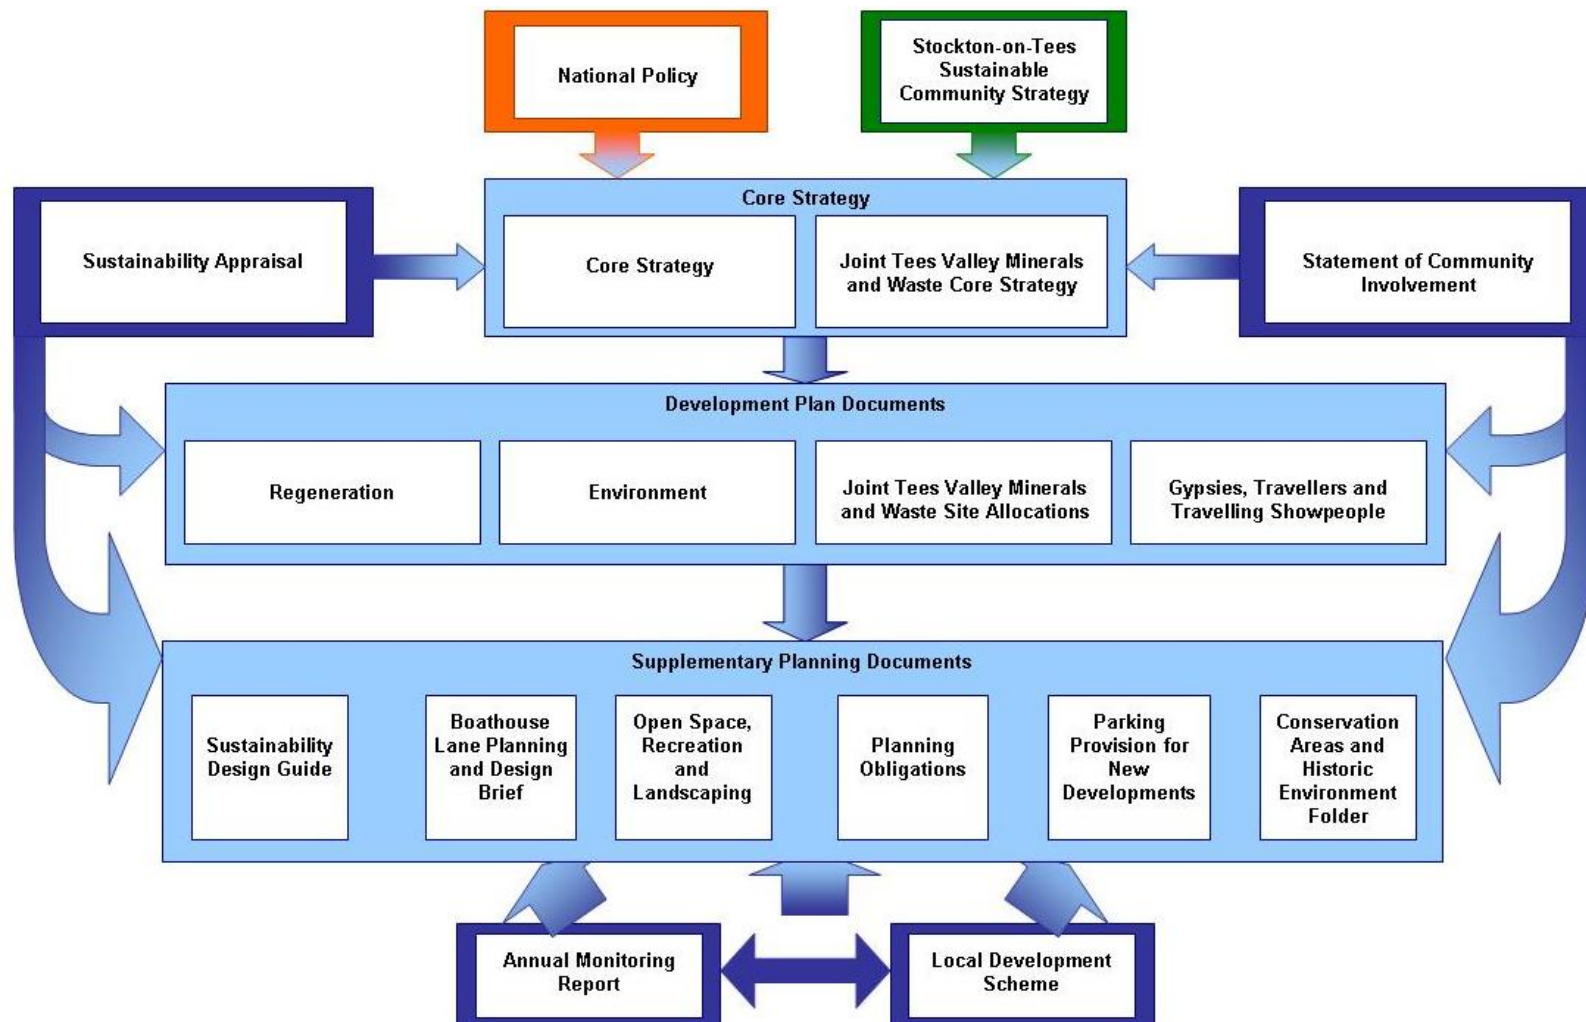 National Policy
Stockton-on-Tees
Sustainable
Community Strategy
Sustainability Appraisal
Core Strategy
Core Strategy
Joint Tees Valley Minerals
and Waste Core Strategy
Statement of Community
Involvement
Development Plan Documents
Regeneration
Environment
Joint Tees Valley Minerals
and Waste Site Allocations
Gypsies, Travellers and
Travelling Showpeople
Supplementary Planning Documents
Sustainability
Design Guide
Boathouse
Lane Planning
and Design
Brief
Open Space,
Recreation
and
Landscaping
Planning
Obligations
Parking
Provision for
New
Developments
Conservation
Areas and
Historic
Environment
Folder
Annual Monitoring
Report
Local Development
Scheme